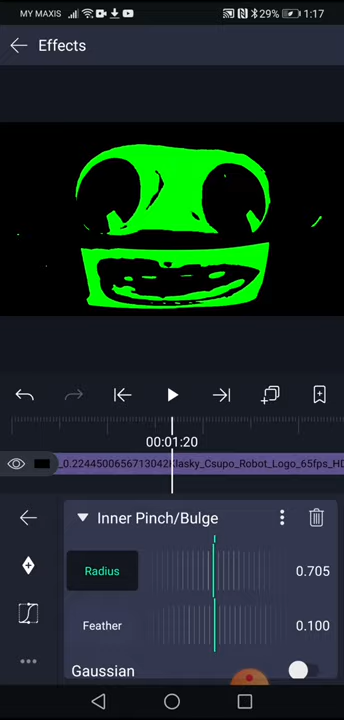 MY MAXIS 29% 1:17
Effects
00:01:20
_0.2244500656713042Klasky_Csupo_Robot_Logo_65fps_HD
Inner Pinch/Bulge
Radius 0.705
Feather 0.100
Gaussian